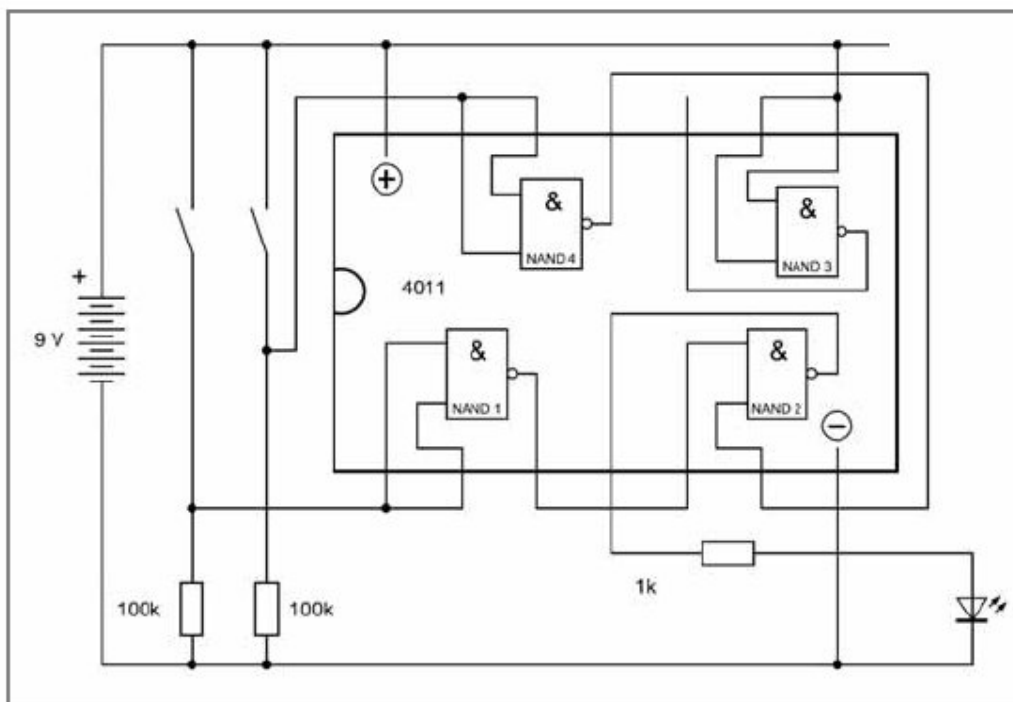 +
&
&
NAND 4
NAND 3
+
4011
9 V
&
&
NAND 1
NAND 2
−
1k
100k
100k